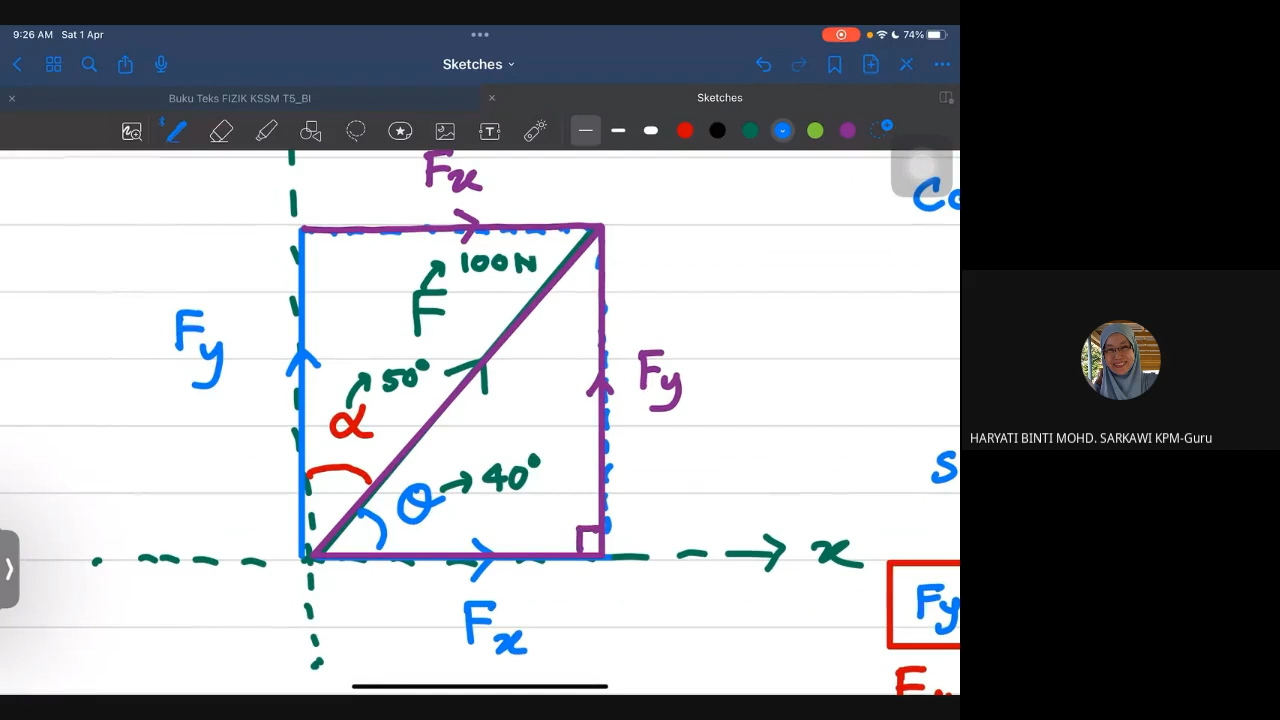 9:26 AM Sat 1 Apr
74%
Sketches
Buku Teks FIZIK KSSM T5_BI
Sketches
Fx
Co
100N
F
Fy
50°
Fy
α
θ → 40°
S
x
Fy
Fx
HARYATI BINTI MOHD. SARKAWI KPM-Guru